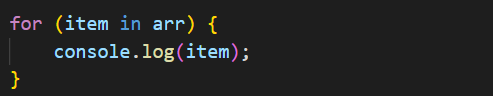 for (item in arr) {
    console.log(item);
}